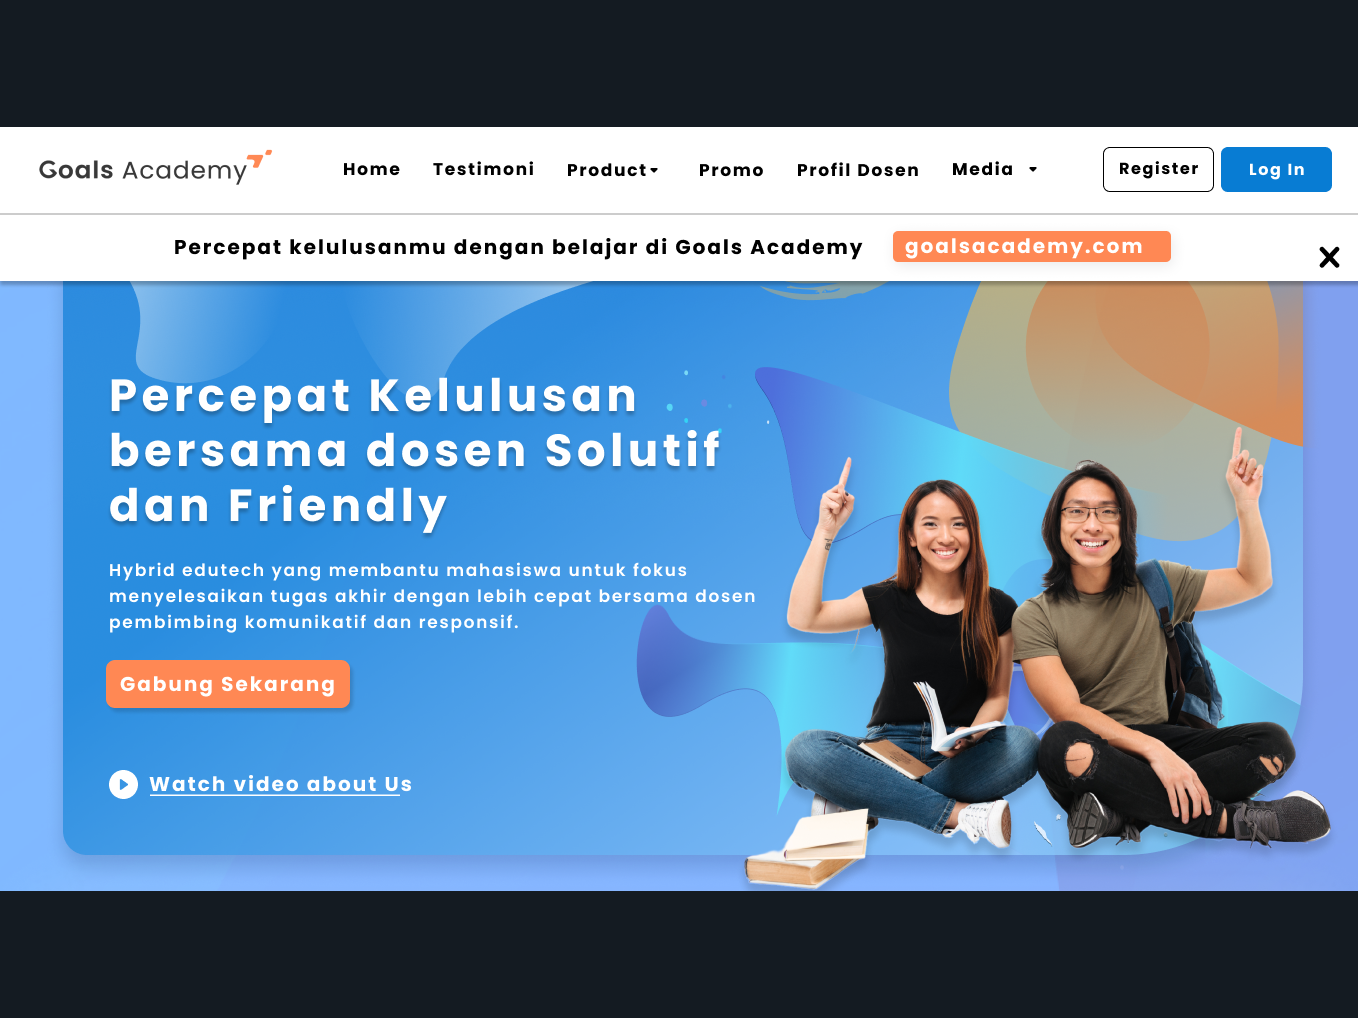 Goals Academy
Home Testimoni Product Promo Profil Dosen Media Register Log In
Percepat kelulusanmu dengan belajar di Goals Academy goalsacademy.com
Percepat Kelulusan
bersama dosen Solutif
dan Friendly
Hybrid edutech yang membantu mahasiswa untuk fokus
menyelesaikan tugas akhir dengan lebih cepat bersama dosen
pembimbing komunikatif dan responsif.
Gabung Sekarang
Watch video about Us